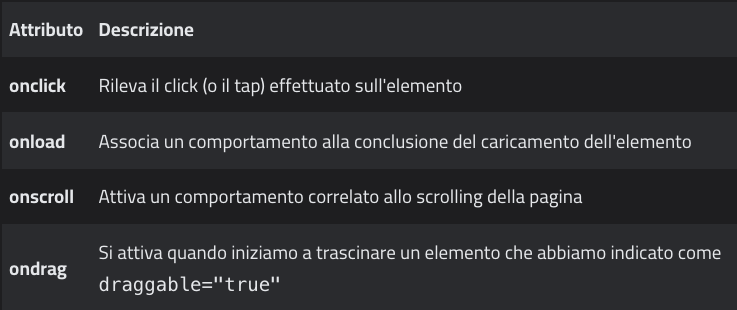 Attributo Descrizione
onclick Rileva il click (o il tap) effettuato sull'elemento
onload Associa un comportamento alla conclusione del caricamento dell'elemento
onscroll Attiva un comportamento correlato allo scrolling della pagina
ondrag Si attiva quando iniziamo a trascinare un elemento che abbiamo indicato come
draggable="true"